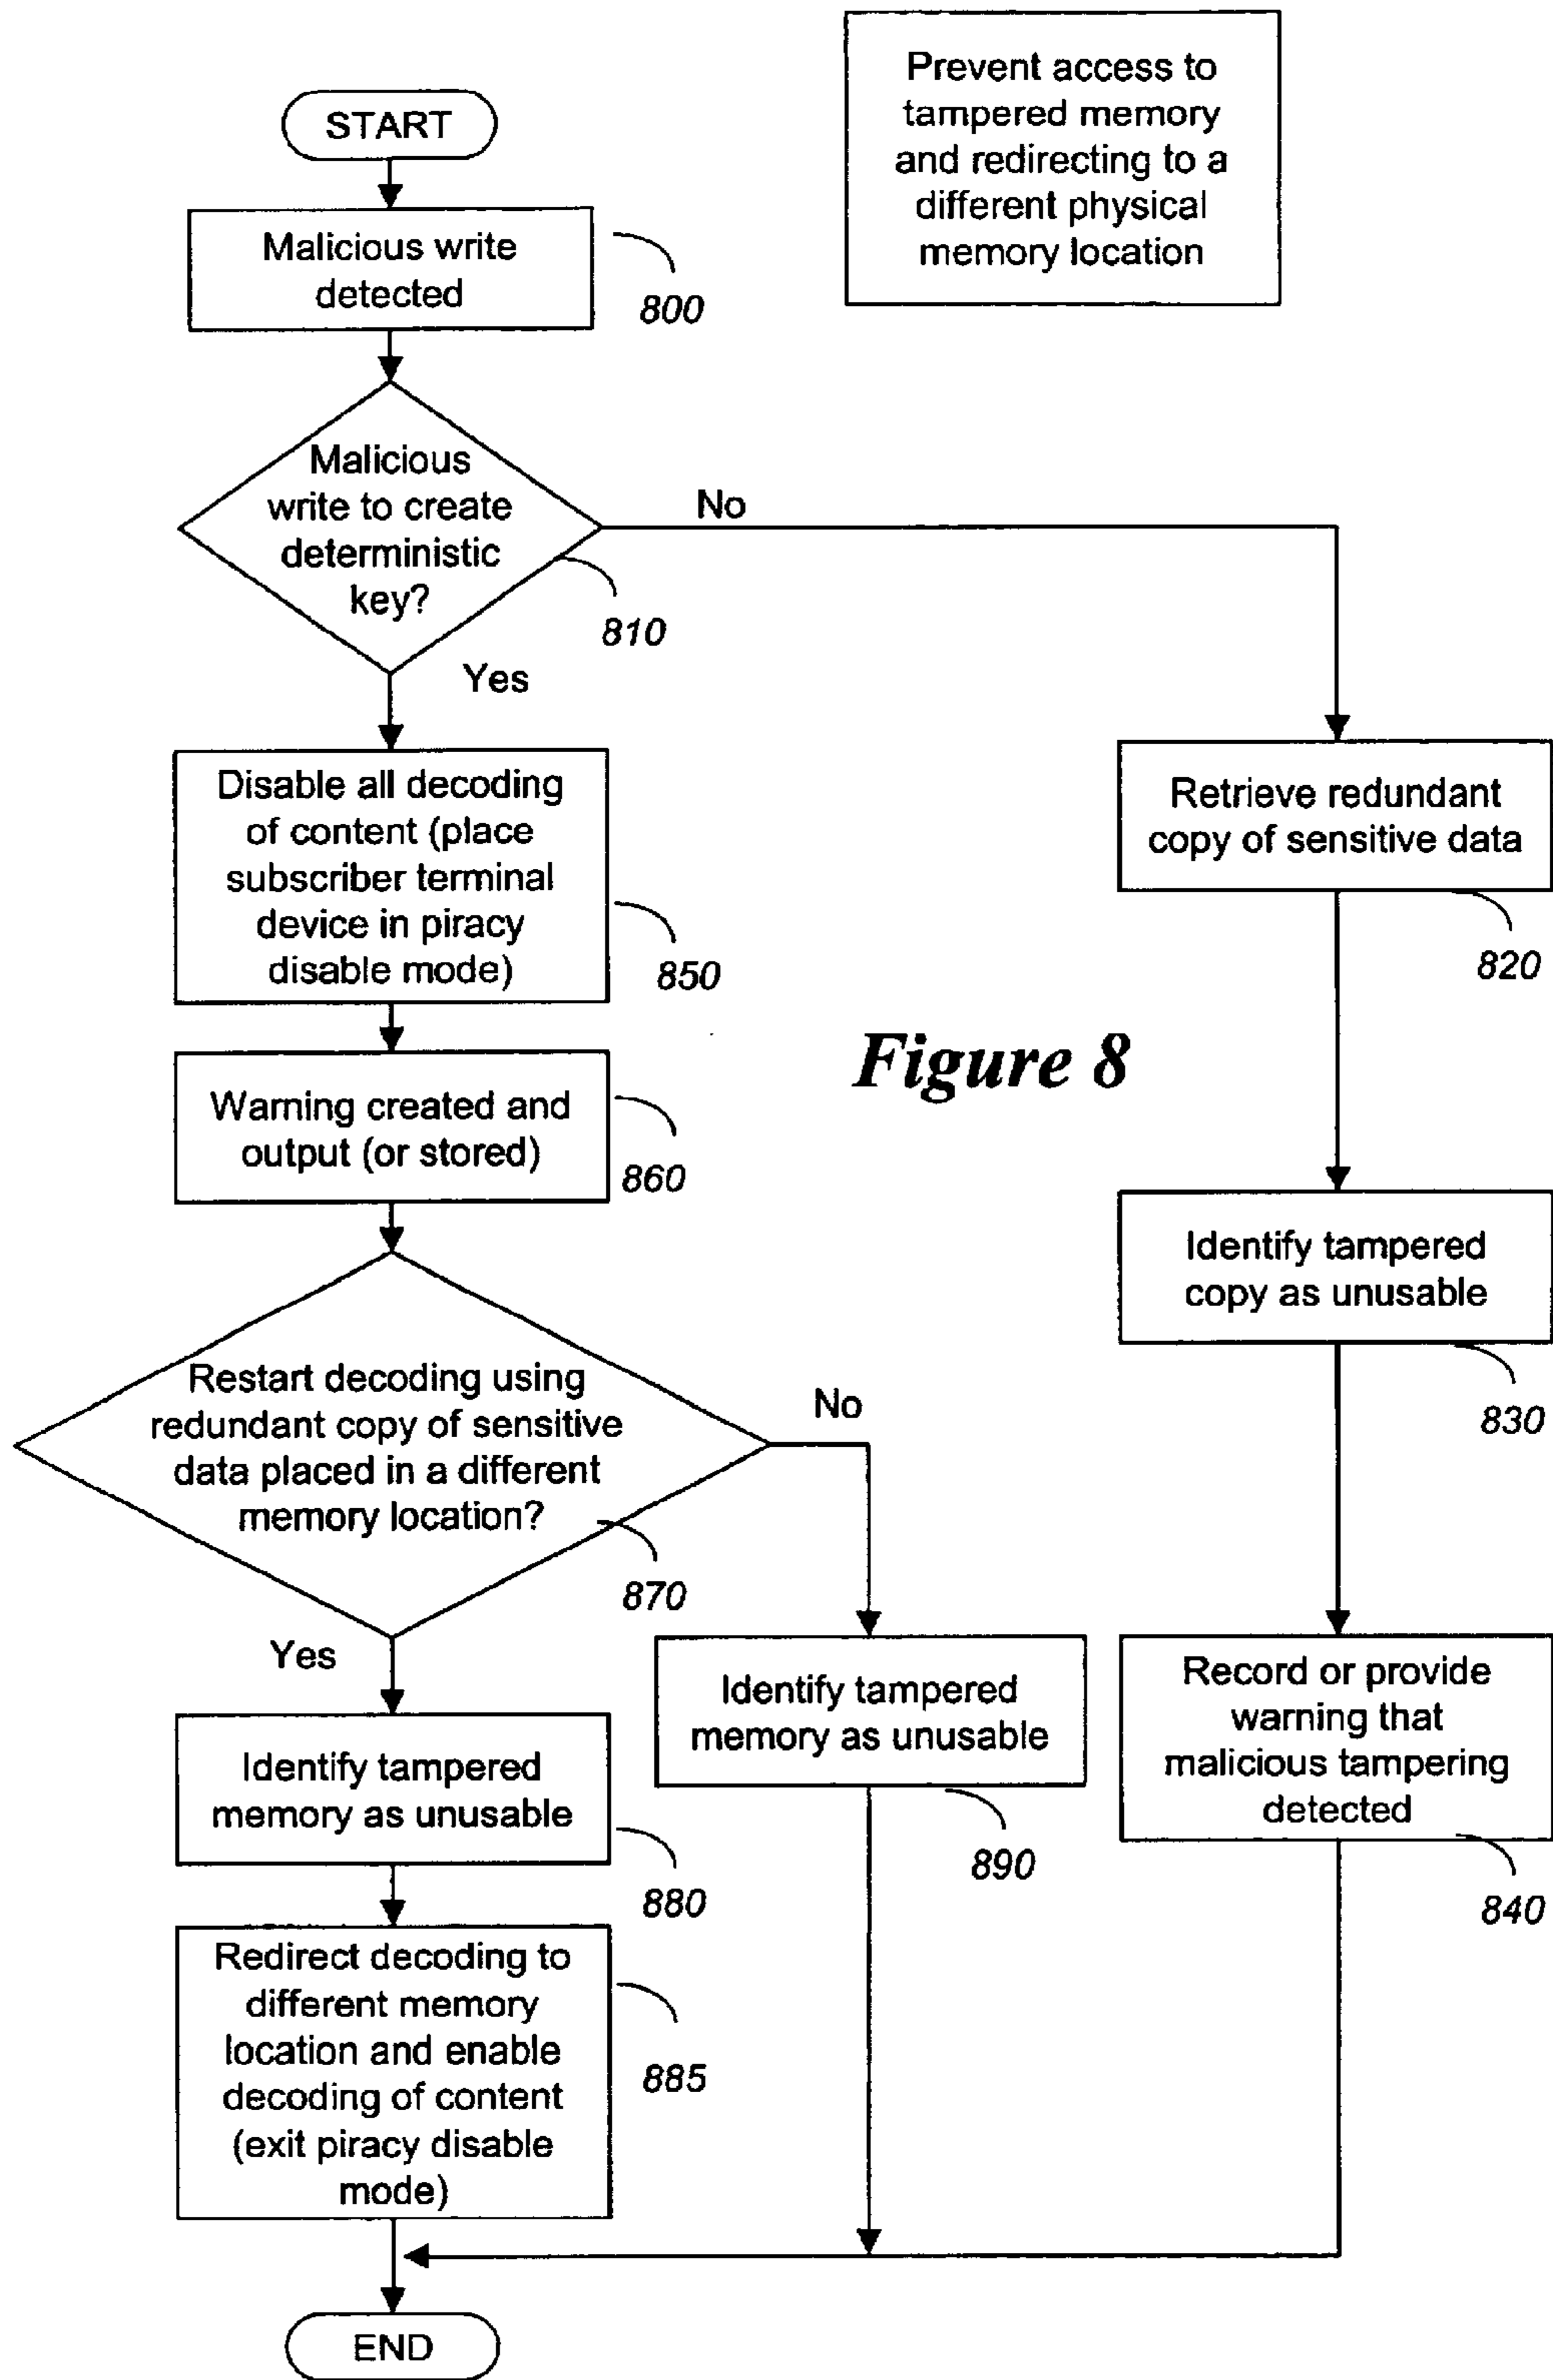 Prevent access to
tampered memory
and redirecting to a
different physical
memory location
START
Malicious write
detected
800
Malicious
write to create
deterministic
key?
810
No
Yes
Disable all decoding
of content (place
subscriber terminal
device in piracy
disable mode)
850
Retrieve redundant
copy of sensitive data
820
Figure 8
Warning created and
output (or stored)
860
Identify tampered
copy as unusable
830
Restart decoding using
redundant copy of sensitive
data placed in a different
memory location?
870
No
Yes
Identify tampered
memory as unusable
890
Record or provide
warning that
malicious tampering
detected
840
Identify tampered
memory as unusable
880
Redirect decoding to
different memory
location and enable
decoding of content
(exit piracy disable
mode)
885
END